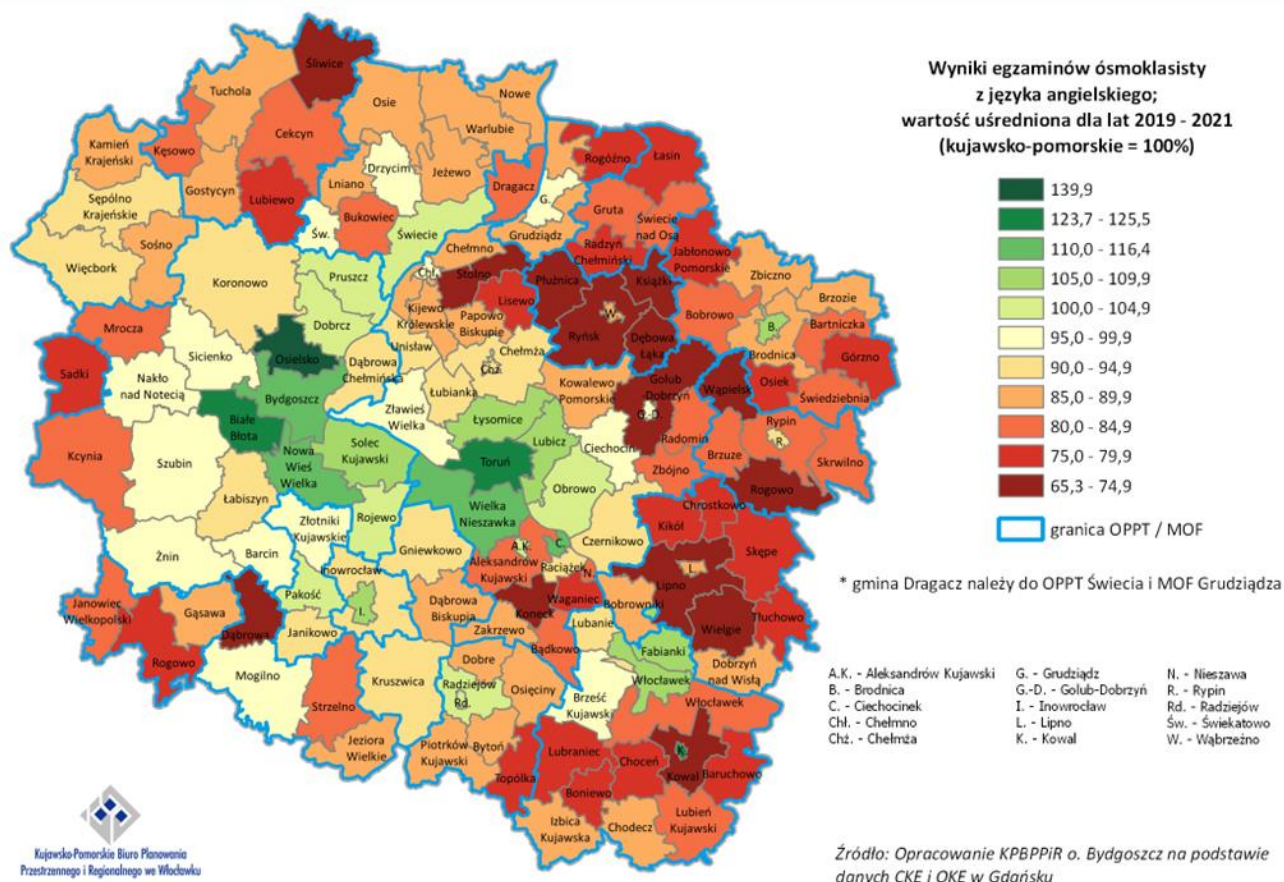 Wyniki egzaminów ósmoklasisty
z języka angielskiego;
wartość uśredniona dla lat 2019 - 2021
(kujawsko-pomorskie = 100%)
139,9
123,7 - 125,5
110,0 - 116,4
105,0 - 109,9
100,0 - 104,9
95,0 - 99,9
90,0 - 94,9
85,0 - 89,9
80,0 - 84,9
75,0 - 79,9
65,3 - 74,9
granica OPPT / MOF
* gmina Dragacz należy do OPPT Świecia i MOF Grudziądza
A.K. - Aleksandrów Kujawski
B. - Brodnica
C. - Ciechocinek
Chł. - Chełmno
Chż. - Chełmża
G. - Grudziądz
G.-D. - Golub-Dobrzyń
I. - Inowrocław
L. - Lipno
K. - Kowal
N. - Nieszawa
R. - Rypin
Rd. - Radziejów
Św. - Świekatowo
W. - Wąbrzeźno
Źródło: Opracowanie KPBPPiR o. Bydgoszcz na podstawie
danych CKE i OKE w Gdańsku
Kujawsko-Pomorskie Biuro Planowania
Przestrzennego i Regionalnego we Włocławku
Śliwice
Tuchola
Osie
Nowe
Warlubie
Cekcyn
Kęsowo
Kamień
Krajeński
Gostycyn
Lubiewo
Lniano
Drzycim
Jeżewo
Dragacz
G.
Rogóźno
Łasin
Sępólno
Krajeńskie
Sośno
Więcbork
Św.
Bukowiec
Świecie
Grudziądz
Gruta
Świecie
nad Osą
Radzyń
Chełmiński
Jabłonowo
Pomorskie
Koronowo
Pruszcz
Chełmno
Chł.
Stolno
Płużnica
Książki
Zbiczno
Brzozie
Mrocza
Sadki
Dobrcz
Kijewo
Królewskie
Lisewo
Papowo
Biskupie
W.
Ryńsk
Dębowa
Łąka
Bobrowo
B.
Brodnica
Bartniczka
Górzno
Sicienko
Osielsko
Dąbrowa
Chełmińska
Unisław
Chełmża
Chż.
Nakło
nad Notecią
Bydgoszcz
Łubianka
Kowalewo
Pomorskie
Golub
Dobrzyń
G.-D.
Wąpielsk
Osiek
Świedziebnia
Kcynia
Białe
Błota
Zławieś
Wielka
Łysomice
Lubicz
Ciechocin
Radomin
Rypin
R.
Szubin
Nowa
Wieś
Wielka
Solec
Kujawski
Toruń
Zbójno
Brzuze
Skrwilno
Łabiszyn
Obrowo
Rogowo
Złotniki
Kujawskie
Rojewo
Wielka
Nieszawka
Czernikowo
Kikół
Chrostkowo
Skępe
Żnin
Barcin
Gniewkowo
A.K.
C.
Aleksandrów
Kujawski
Raciążek
N.
L.
Lipno
Inowrocław
Pakość
I.
Janowiec
Wielkopolski
Gąsawa
Dąbrowa
Rogowo
Janikowo
Dąbrowa
Biskupia
Koneck
Waganiec
Bobrowniki
Wielgie
Tłuchowo
Zakrzewo
Lubanie
Bądkowo
Fabianki
Dobrzyń
nad Wisłą
Mogilno
Strzelno
Kruszwica
Dobre
Radziejów
Rd.
Osięciny
Brześć
Kujawski
Włocławek
Włocławek
Jeziora
Wielkie
Piotrków
Kujawski
Bytoń
Topólka
Lubraniec
Choceń
K.
Kowal
Baruchowo
Boniewo
Izbica
Kujawska
Chodecz
Lubień
Kujawski